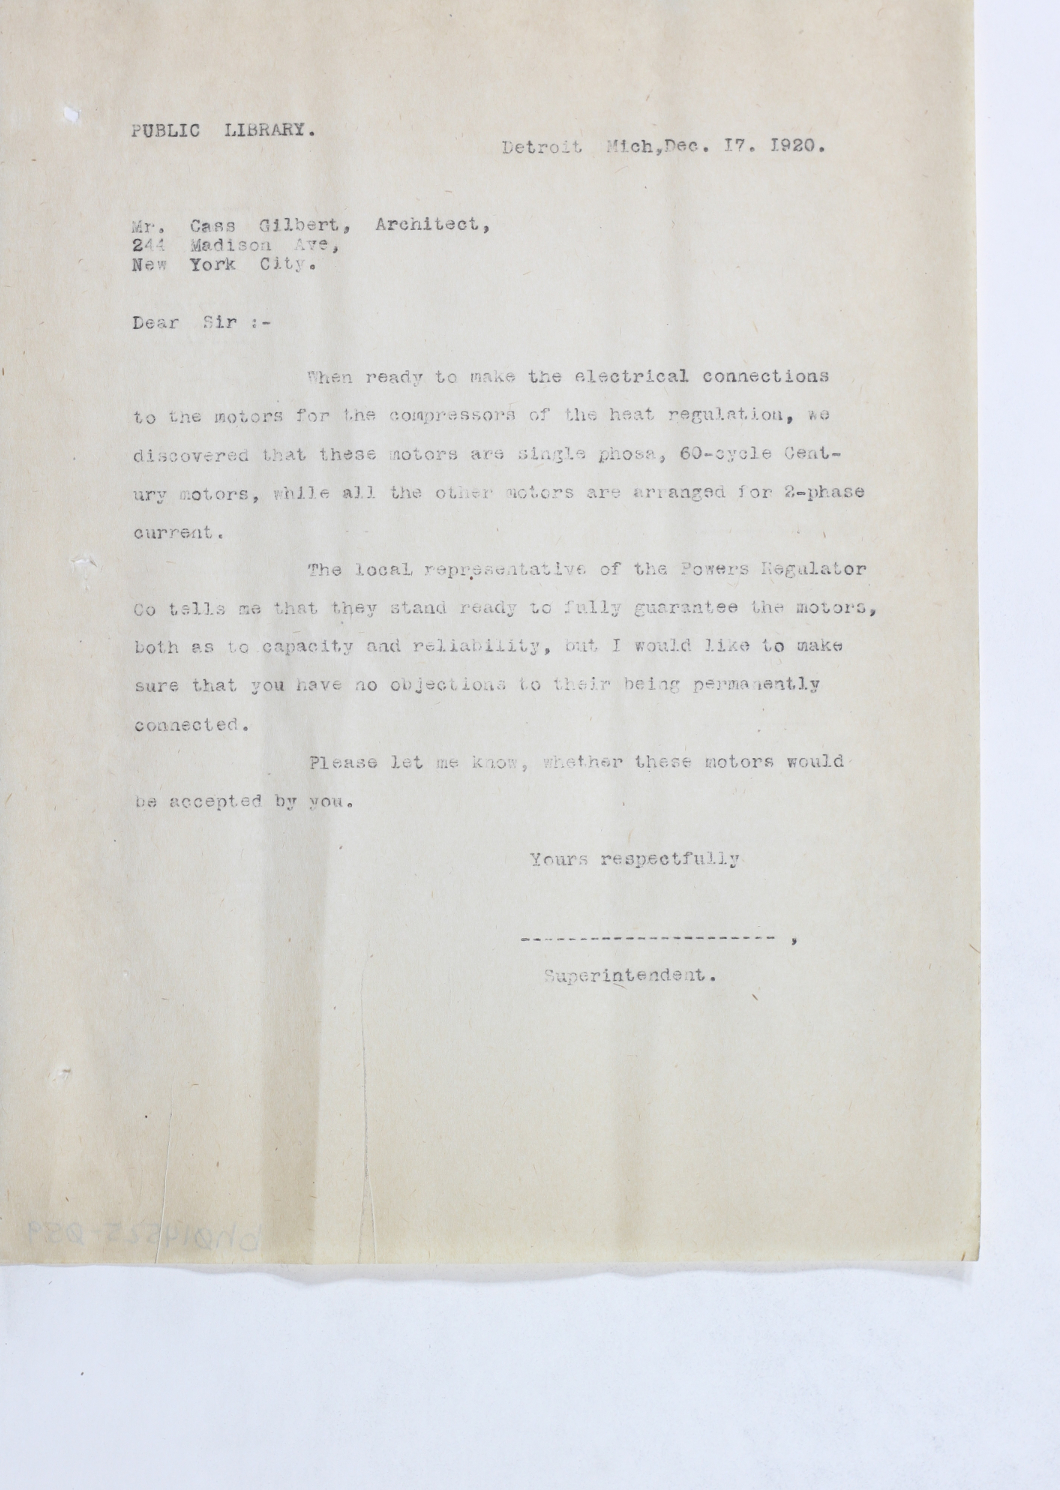 PUBLIC LIBRARY.
Detroit Mich,Dec. I7. I920.
Mr. Cass Gilbert, Architect,
244 Madison Ave,
New York City.
Dear Sir :-
When ready to make the electrical connections
to the motors for the compressors of the heat regulation, we
discovered that these motors are single phosa, 60-cycle Cent-
ury motors, while all the other motors are arranged for 2-phase
current.
The local representative of the Powers Regulator
Co tells me that they stand ready to fully guarantee the motors,
both as to capacity and reliability, but I would like to make
sure that you have no objections to their being permanently
connected.
Please let me know, whether these motors would
be accepted by you.
Yours respectfully
---------------------- ,
Superintendent.